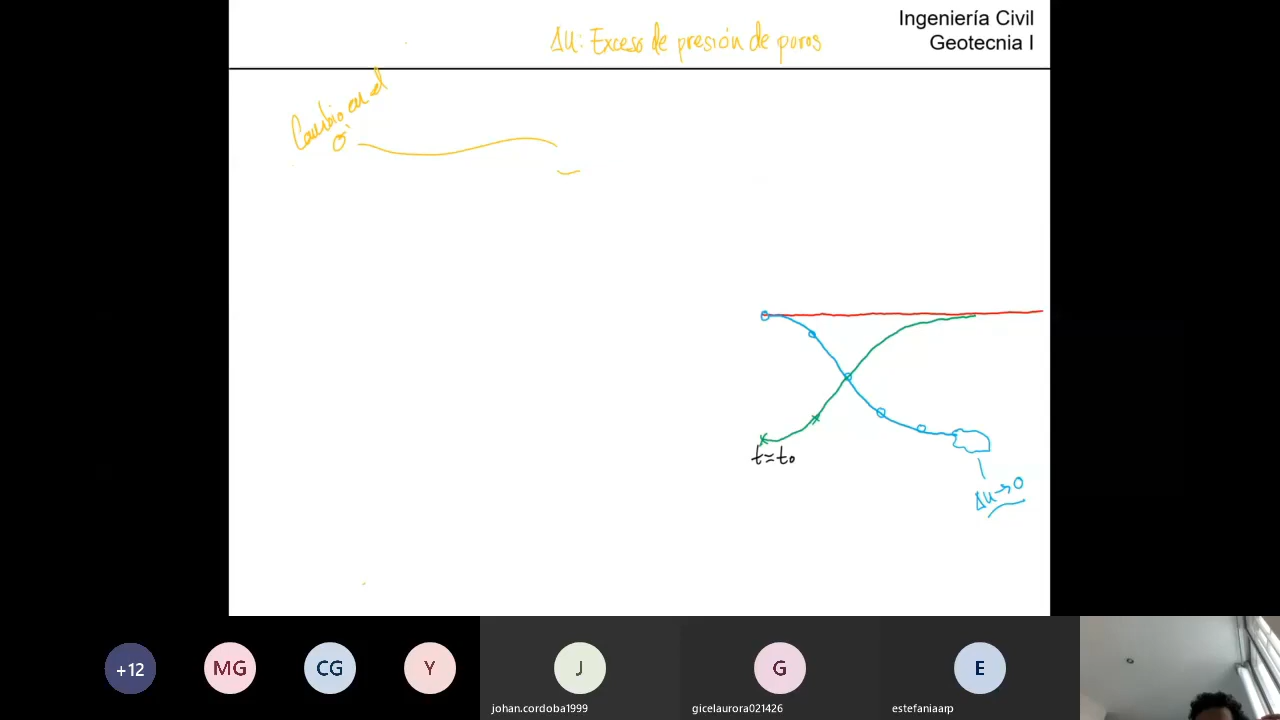 Ingeniería Civil
Geotecnia I
ΔU: Exceso de presión de poros
Cambio en el
σ
t=to
ΔU→0
+12
MG
CG
Y
J
G
E
johan.cordoba1999
gicelaurora021426
estefaniaarp